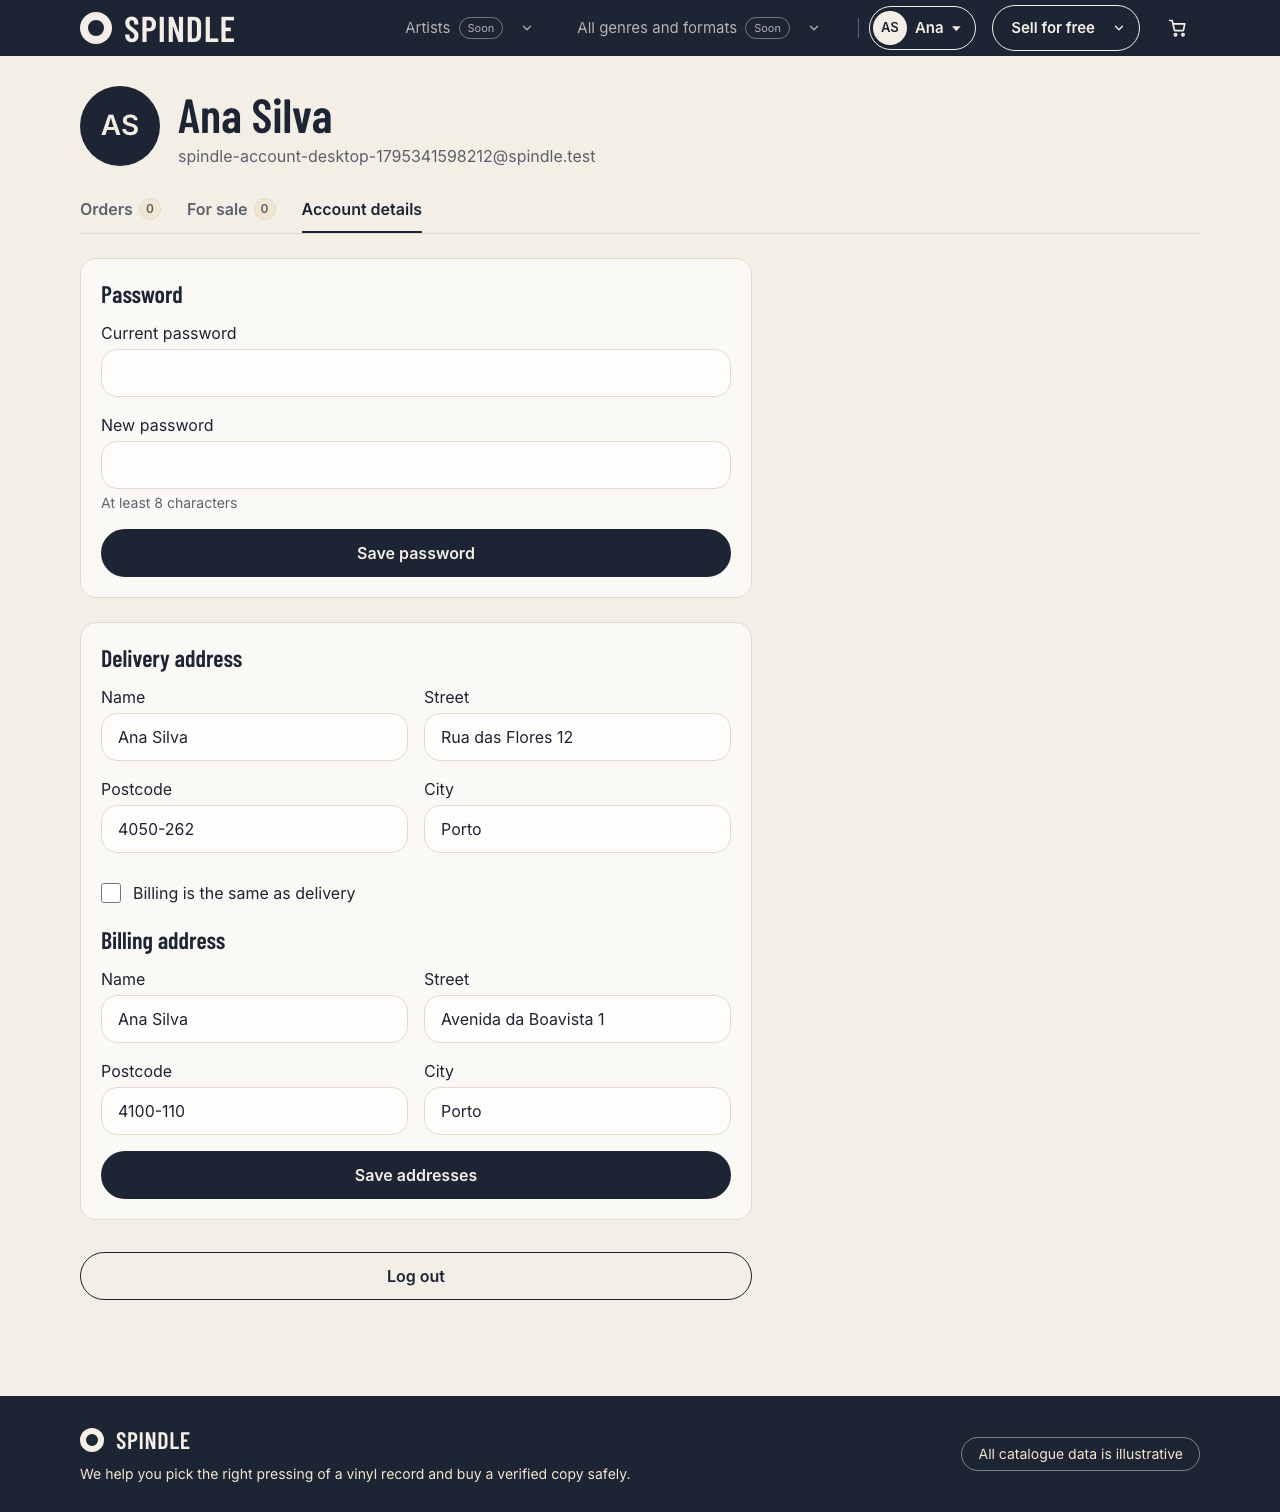 SPINDLE
Artists Soon
All genres and formats Soon
AS Ana
Sell for free
AS
Ana Silva
spindle-account-desktop-1795341598212@spindle.test
Orders 0 For sale 0 Account details
Password
Current password
New password
At least 8 characters
Save password
Delivery address
Name Street
Ana Silva Rua das Flores 12
Postcode City
4050-262 Porto
Billing is the same as delivery
Billing address
Name Street
Ana Silva Avenida da Boavista 1
Postcode City
4100-110 Porto
Save addresses
Log out
SPINDLE
We help you pick the right pressing of a vinyl record and buy a verified copy safely.
All catalogue data is illustrative